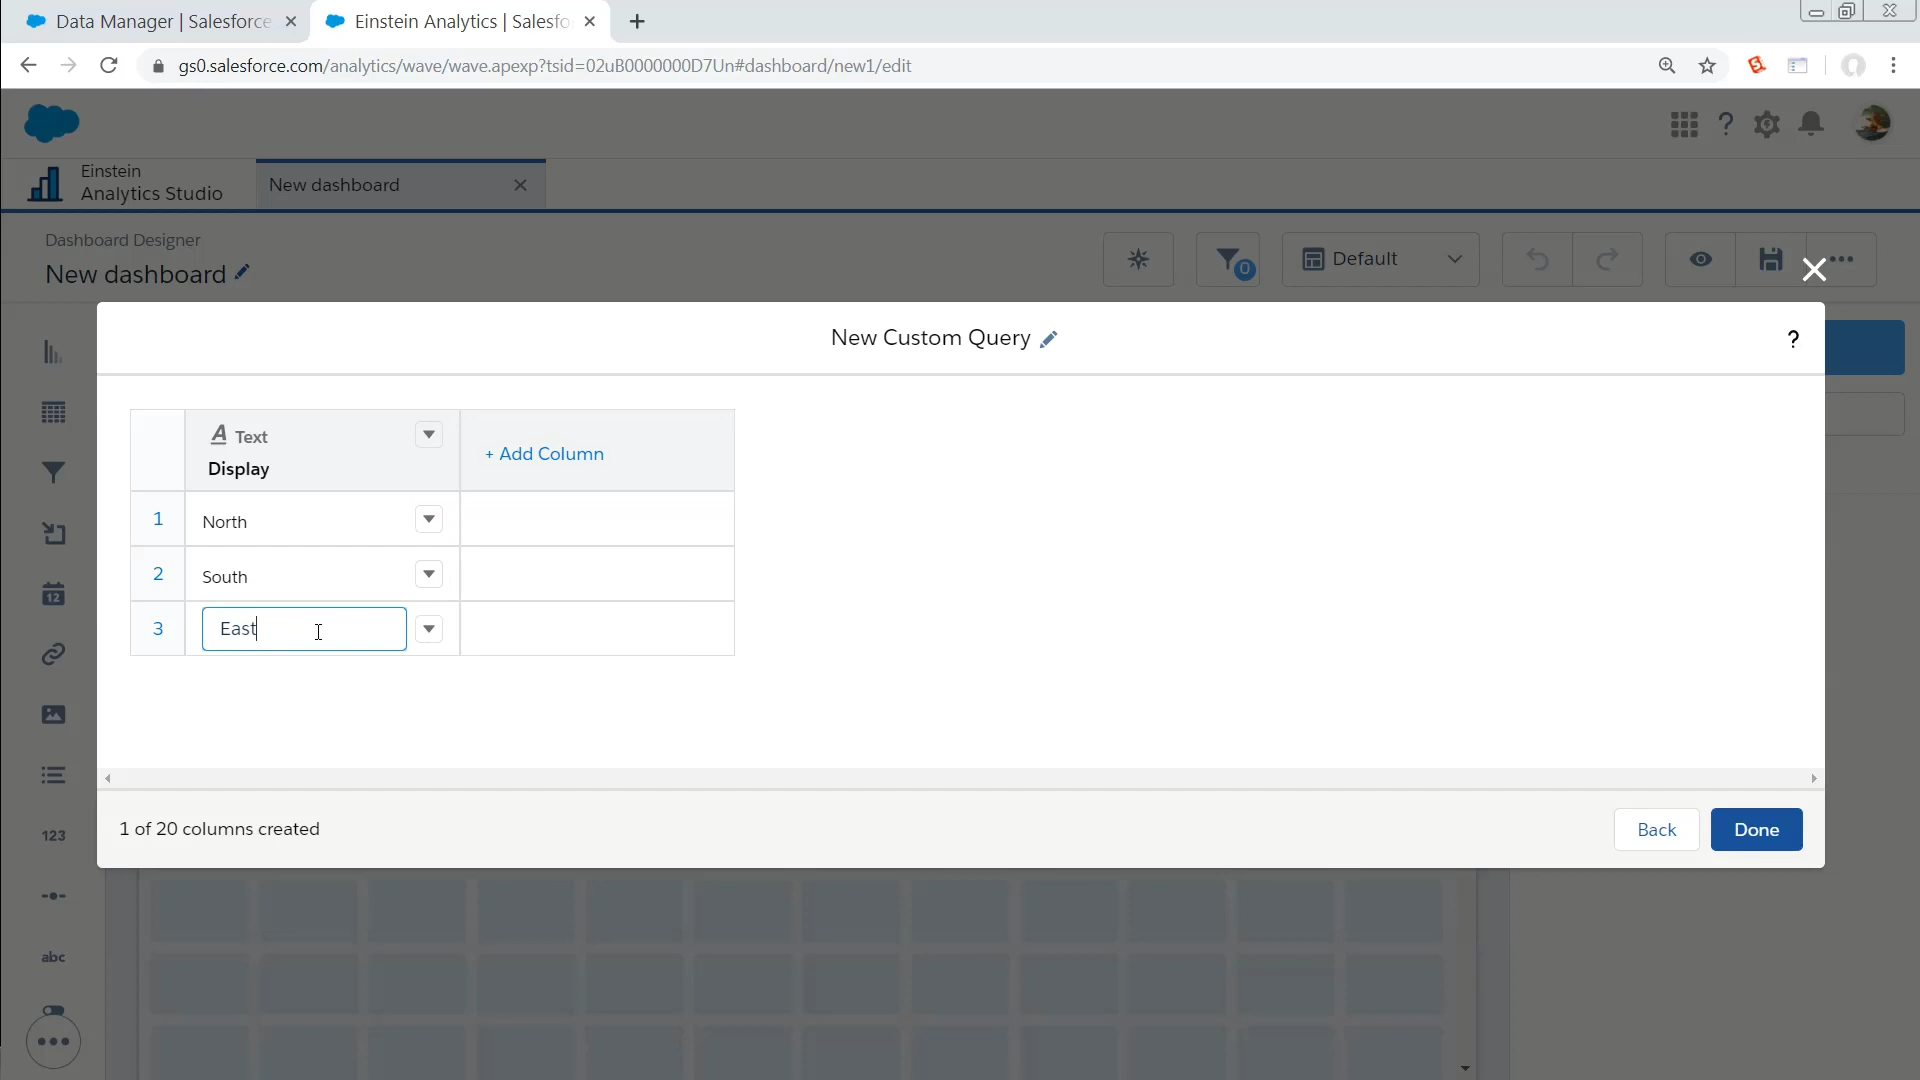 Data Manager | Salesforce
Einstein Analytics | Salesfo
gs0.salesforce.com/analytics/wave/wave.apexp?tsid=02uB0000000D7Un#dashboard/new1/edit
?
Einstein
Analytics Studio
New dashboard
Dashboard Designer
New dashboard
0
Default
New Custom Query
?
A Text
Display
+ Add Column
1
North
2
South
3
East
12
123
abc
1 of 20 columns created
Back
Done